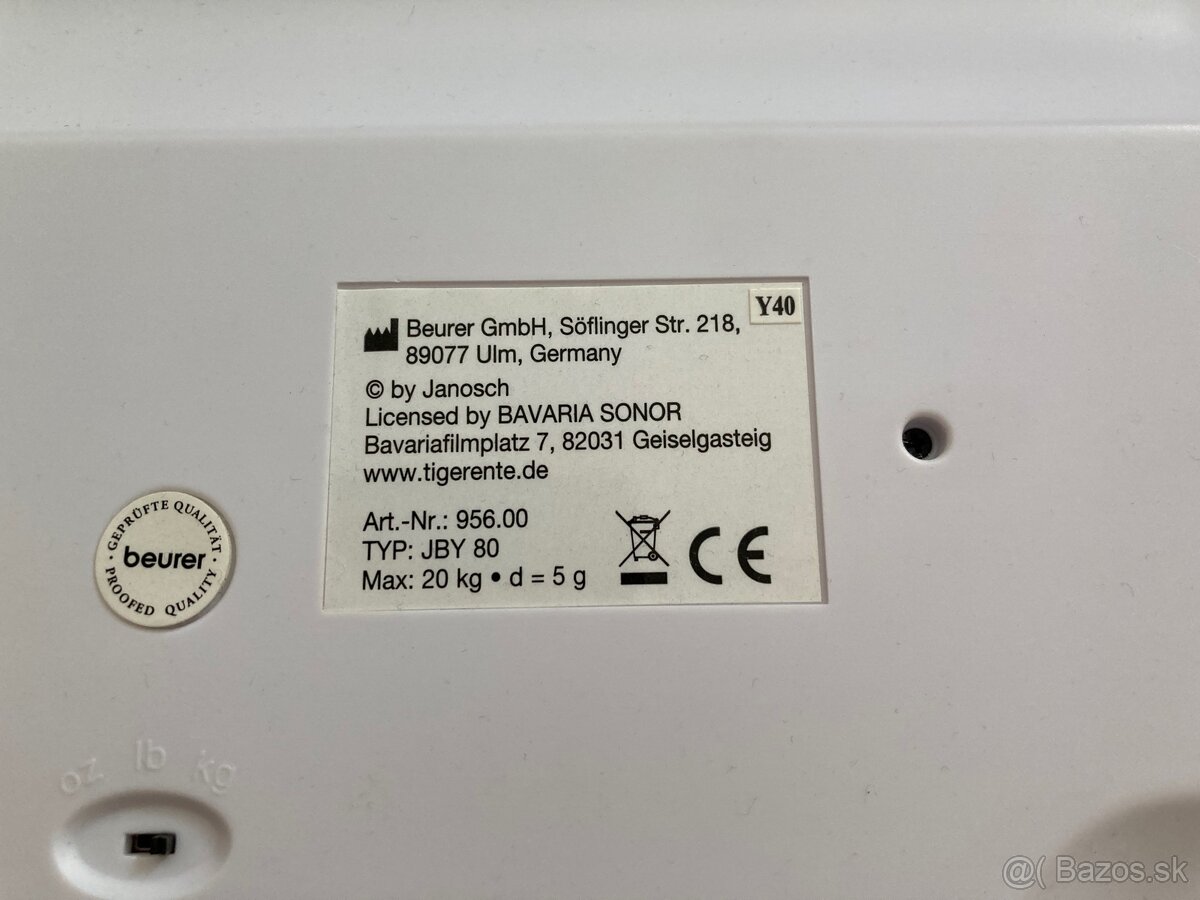 Y40
Beurer GmbH, Söflinger Str. 218,
89077 Ulm, Germany
© by Janosch
Licensed by BAVARIA SONOR
Bavariafilmplatz 7, 82031 Geiselgasteig
www.tigerente.de
Art.-Nr.: 956.00
TYP: JBY 80
Max: 20 kg • d = 5 g
CE
· GEPRÜFTE QUALITÄT ·
beurer
PROOFED QUALITY
oz lb kg
@( Bazos.sk